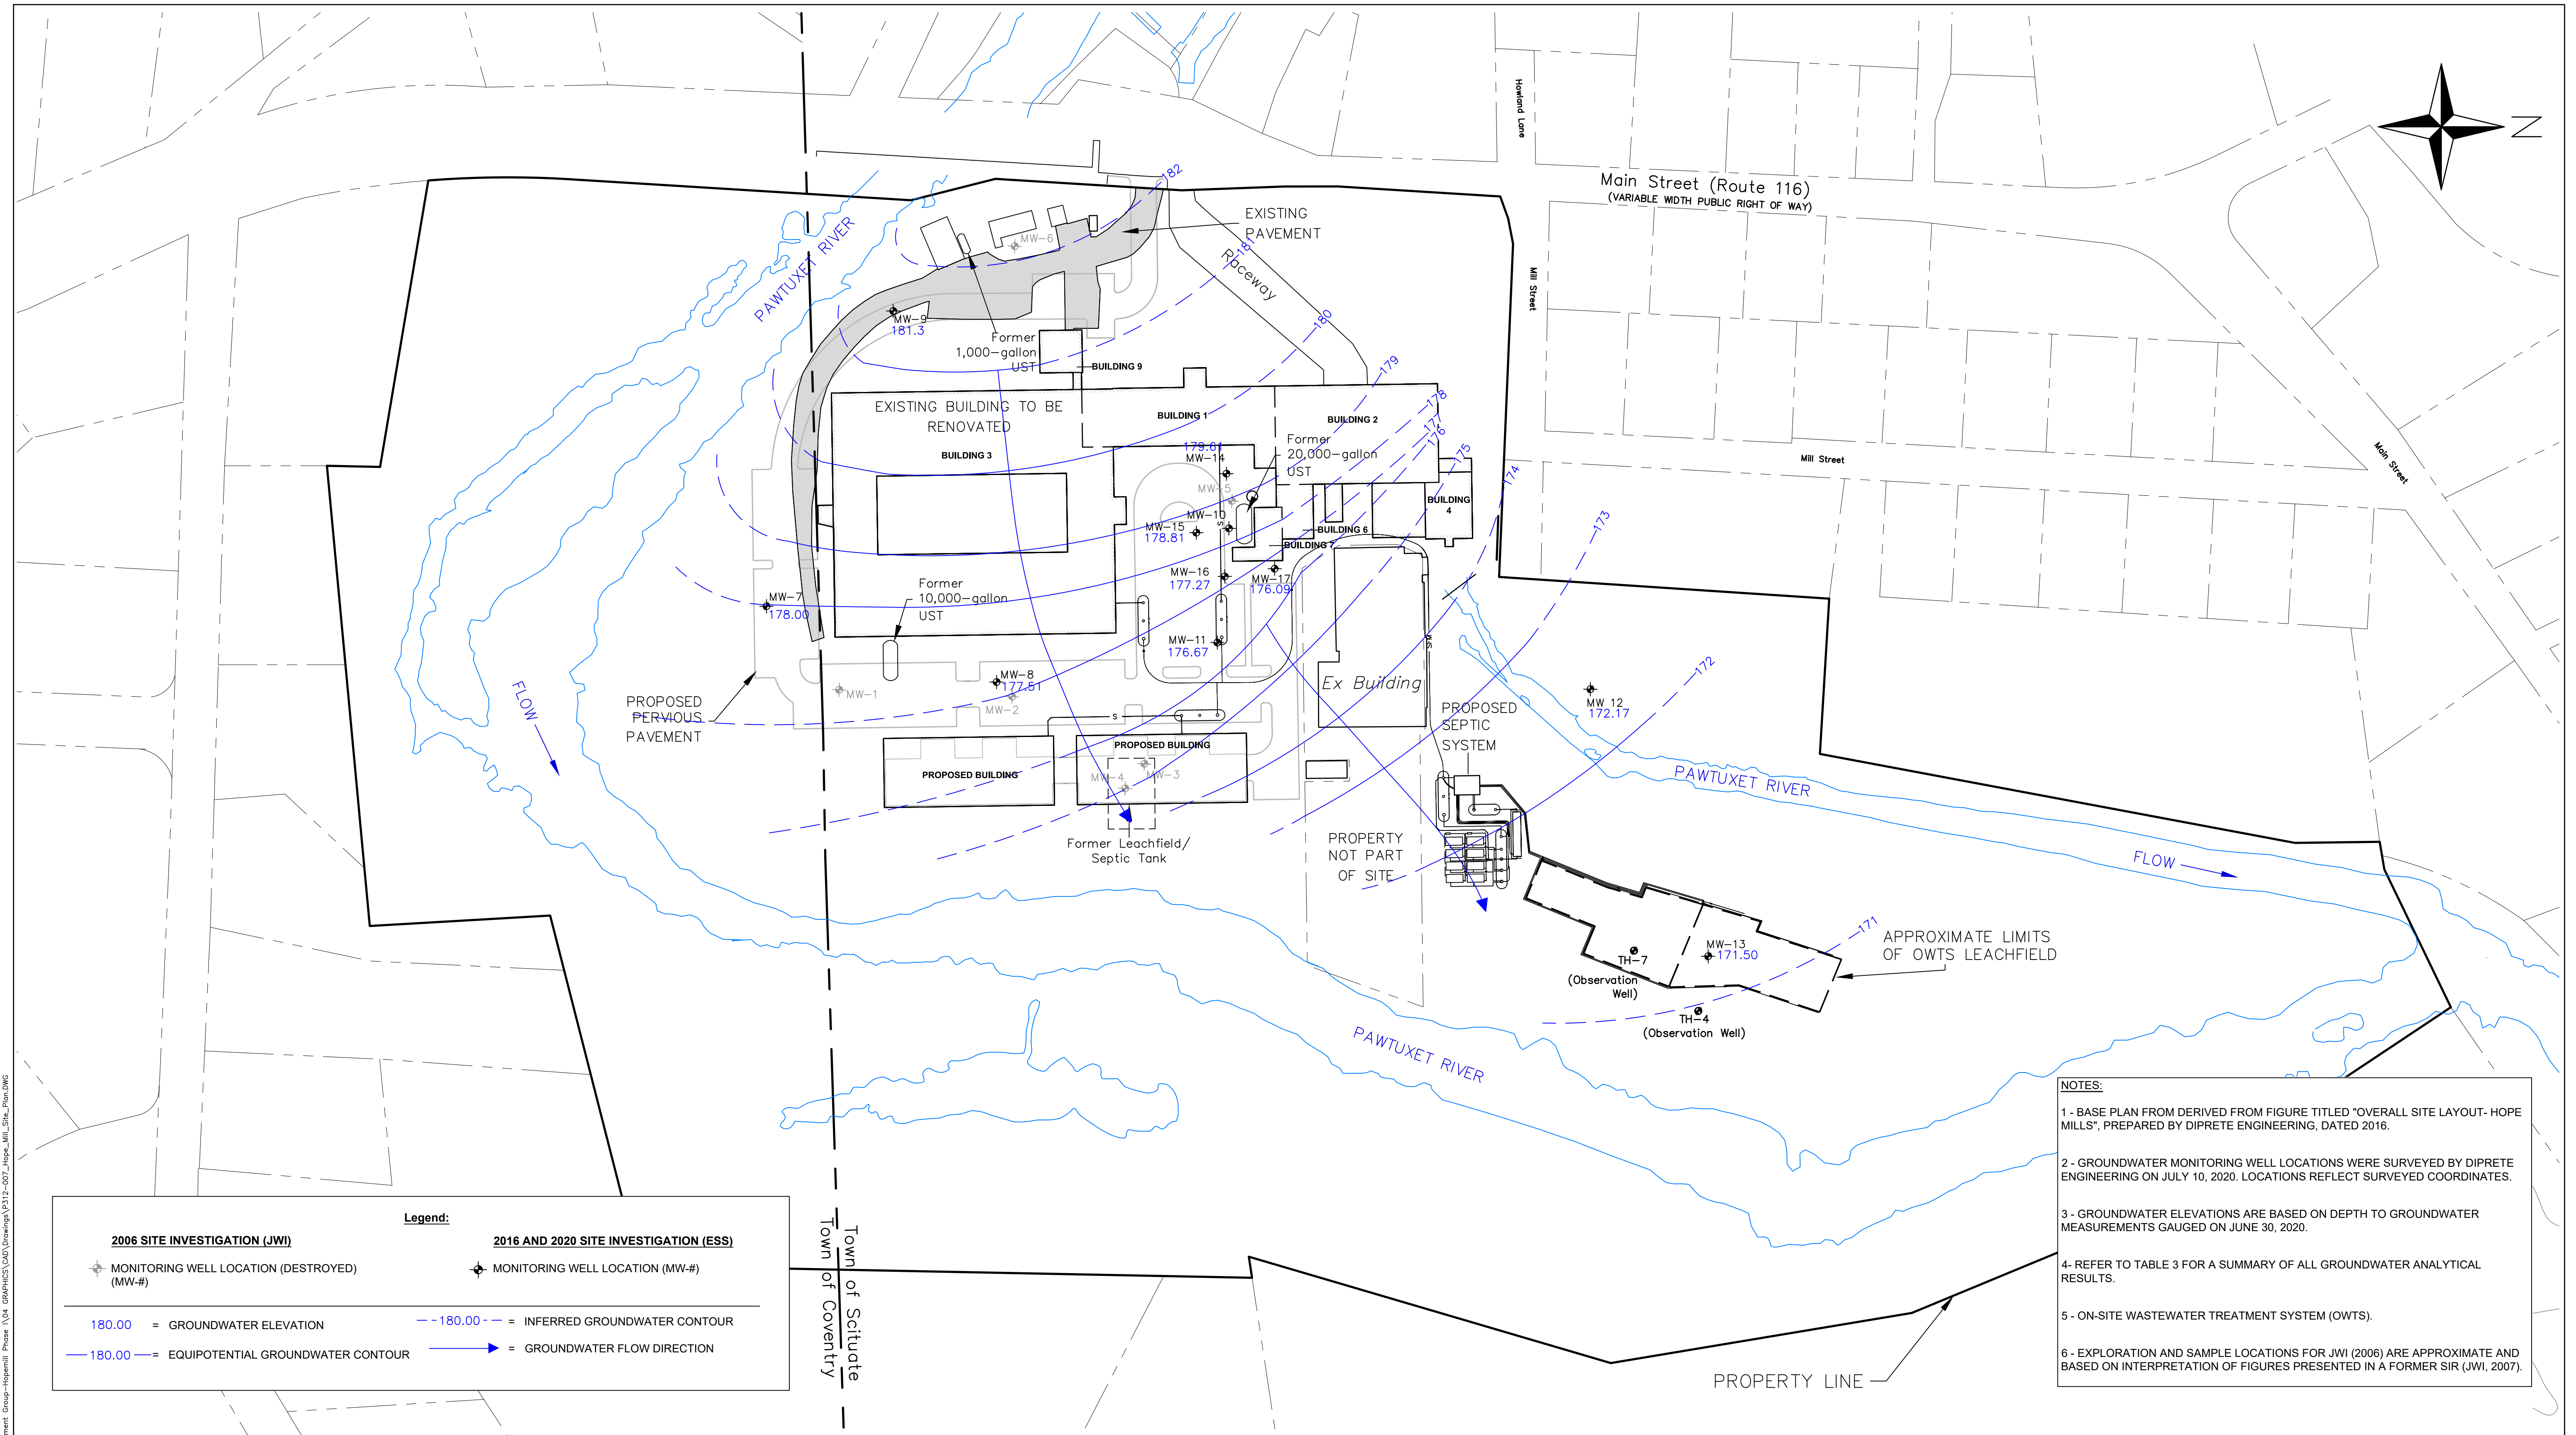 Howland Lane
N
Main Street (Route 116)
(VARIABLE WIDTH PUBLIC RIGHT OF WAY)
182
EXISTING
PAVEMENT
MW-6
181
Raceway
PAWTUXET RIVER
Mill Street
MW-9
181.3
180
Former
1,000-gallon
UST
BUILDING 9
179
178
177
176
175
174
173
172
171
EXISTING BUILDING TO BE
RENOVATED
BUILDING 1
BUILDING 2
BUILDING 3
179.61
MW-14
Former
20,000-gallon
UST
Mill Street
Main Street
MW-5
BUILDING
4
MW-10
S
MW-15
178.81
BUILDING 6
BUILDING 7
MW-16
177.27
MW-17
176.09
MW-7
178.00
Former
10,000-gallon
UST
MW-11
176.67
MW-8
177.51
MW-1
MW-2
Ex Building
MW 12
172.17
FLOW
PROPOSED
PERVIOUS
PAVEMENT
PROPOSED
SEPTIC
SYSTEM
S
PROPOSED BUILDING
PROPOSED BUILDING
MW-4
MW-3
PAWTUXET RIVER
Former Leachfield/
Septic Tank
PROPERTY
NOT PART
OF SITE
FLOW
MW-13
171.50
TH-7
(Observation
Well)
APPROXIMATE LIMITS
OF OWTS LEACHFIELD
TH-4
(Observation Well)
PAWTUXET RIVER
Town of Scituate
Town of Coventry
PROPERTY LINE
Legend:
2006 SITE INVESTIGATION (JWI)
MONITORING WELL LOCATION (DESTROYED)
(MW-#)
2016 AND 2020 SITE INVESTIGATION (ESS)
MONITORING WELL LOCATION (MW-#)
180.00 = GROUNDWATER ELEVATION
180.00 = INFERRED GROUNDWATER CONTOUR
180.00 = EQUIPOTENTIAL GROUNDWATER CONTOUR
= GROUNDWATER FLOW DIRECTION
NOTES:
1 - BASE PLAN FROM DERIVED FROM FIGURE TITLED "OVERALL SITE LAYOUT- HOPE
MILLS", PREPARED BY DIPRETE ENGINEERING, DATED 2016.
2 - GROUNDWATER MONITORING WELL LOCATIONS WERE SURVEYED BY DIPRETE
ENGINEERING ON JULY 10, 2020. LOCATIONS REFLECT SURVEYED COORDINATES.
3 - GROUNDWATER ELEVATIONS ARE BASED ON DEPTH TO GROUNDWATER
MEASUREMENTS GAUGED ON JUNE 30, 2020.
4- REFER TO TABLE 3 FOR A SUMMARY OF ALL GROUNDWATER ANALYTICAL
RESULTS.
5 - ON-SITE WASTEWATER TREATMENT SYSTEM (OWTS).
6 - EXPLORATION AND SAMPLE LOCATIONS FOR JWI (2006) ARE APPROXIMATE AND
BASED ON INTERPRETATION OF FIGURES PRESENTED IN A FORMER SIR (JWI, 2007).
ment Group-Hopemill Phase I\04 GRAPHICS\CAD\Drawings\P312-007_Hope_Mill_Site_Plan.DWG